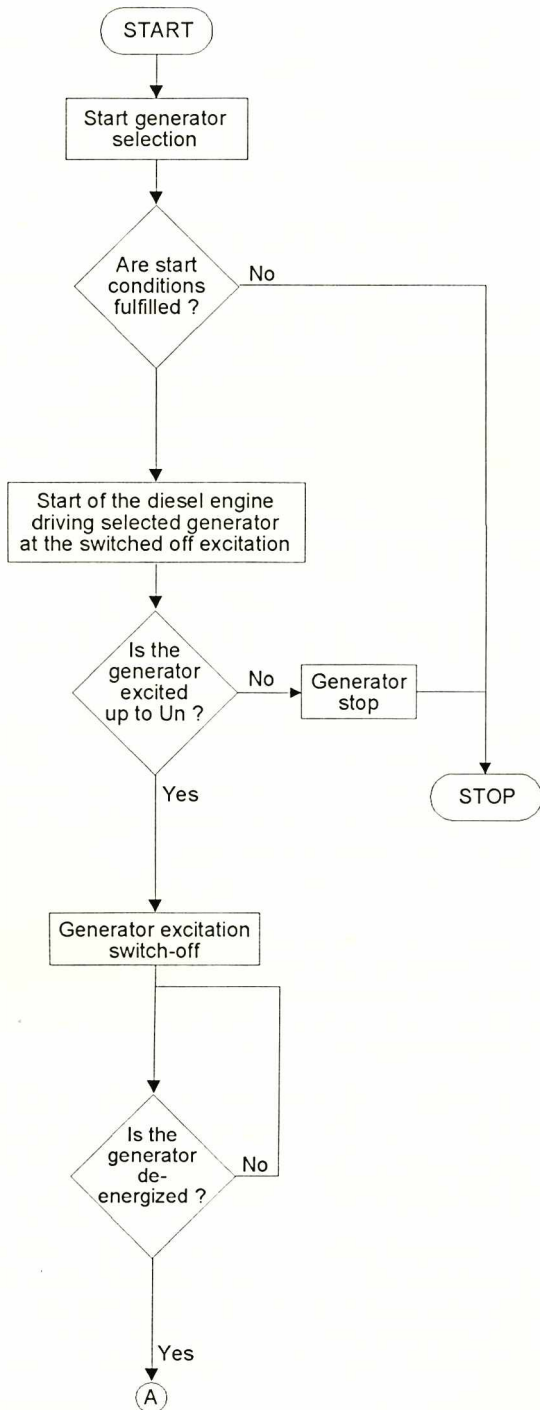 START
Start generator
selection
Are start
conditions
fulfilled ?
No
Start of the diesel engine
driving selected generator
at the switched off excitation
Is the
generator
excited
up to Un ?
No
Generator
stop
Yes
STOP
Generator excitation
switch-off
Is the
generator
de-
energized ?
No
Yes
A